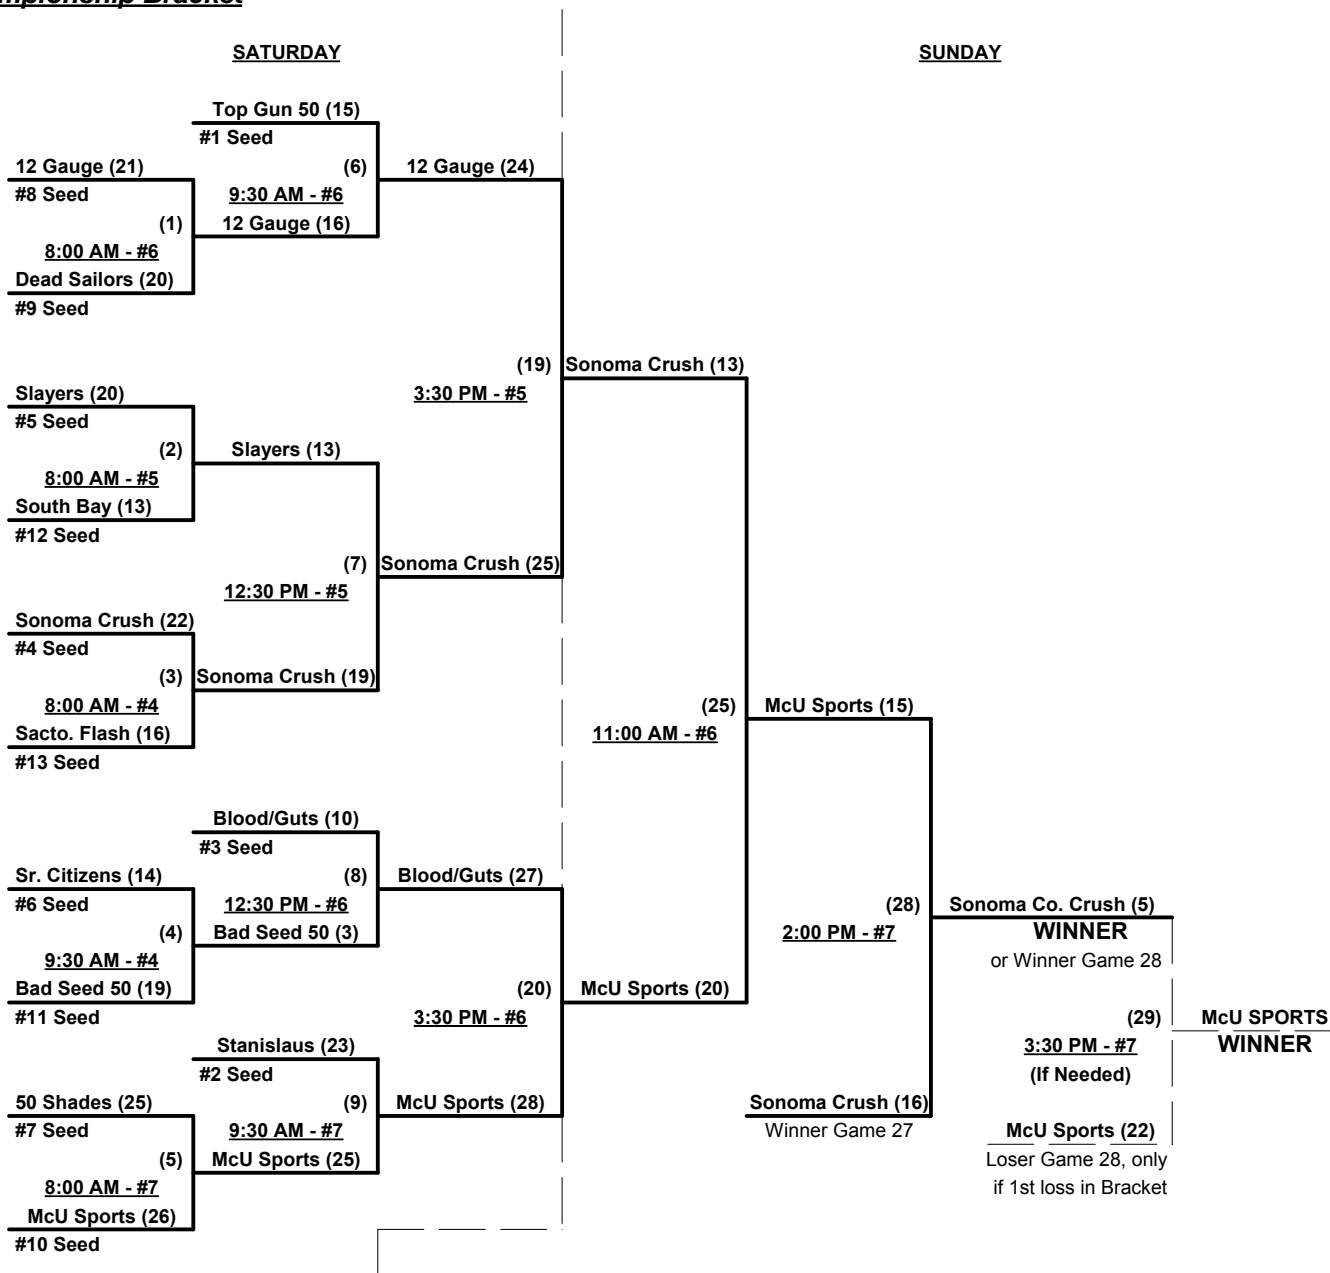 SATURDAY
SUNDAY
Top Gun 50 (15)
#1 Seed
12 Gauge (21)
(6)
12 Gauge (24)
#8 Seed
9:30 AM - #6
(1)
12 Gauge (16)
8:00 AM - #6
Dead Sailors (20)
#9 Seed
(19)
Sonoma Crush (13)
Slayers (20)
3:30 PM - #5
#5 Seed
(2)
Slayers (13)
8:00 AM - #5
South Bay (13)
#12 Seed
(7)
Sonoma Crush (25)
12:30 PM - #5
Sonoma Crush (22)
#4 Seed
(3)
Sonoma Crush (19)
8:00 AM - #4
(25)
McU Sports (15)
Sacto. Flash (16)
11:00 AM - #6
#13 Seed
Blood/Guts (10)
#3 Seed
Sr. Citizens (14)
(8)
Blood/Guts (27)
#6 Seed
12:30 PM - #6
(28)
Sonoma Co. Crush (5)
(4)
Bad Seed 50 (3)
2:00 PM - #7
WINNER
9:30 AM - #4
or Winner Game 28
Bad Seed 50 (19)
(20)
McU Sports (20)
#11 Seed
3:30 PM - #6
(29)
McU SPORTS
Stanislaus (23)
3:30 PM - #7
WINNER
#2 Seed
(If Needed)
50 Shades (25)
(9)
McU Sports (28)
Sonoma Crush (16)
#7 Seed
9:30 AM - #7
Winner Game 27
McU Sports (22)
(5)
McU Sports (25)
Loser Game 28, only
8:00 AM - #7
if 1st loss in Bracket
McU Sports (26)
#10 Seed